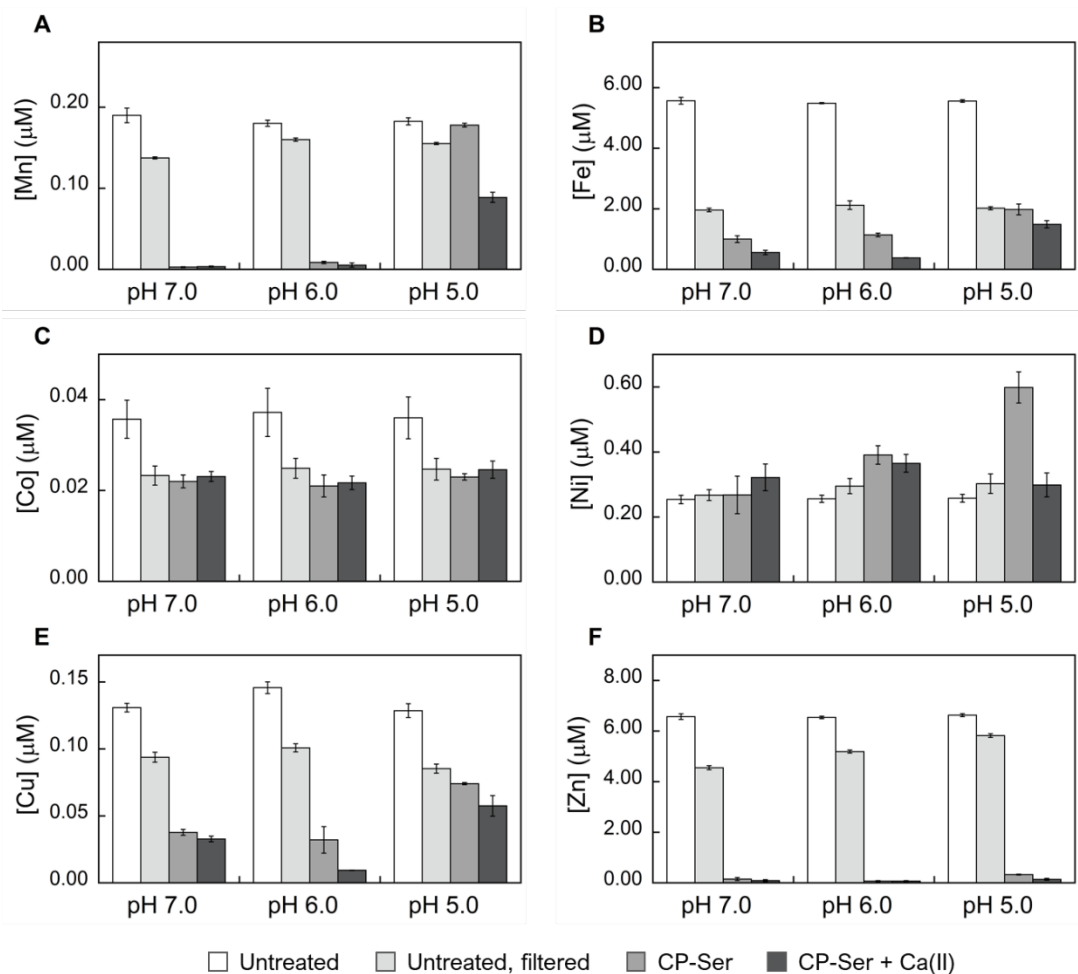 A
[Mn] (μM)
0.20
0.10
0.00
pH 7.0 pH 6.0 pH 5.0
B
[Fe] (μM)
6.00
4.00
2.00
0.00
pH 7.0 pH 6.0 pH 5.0
C
[Co] (μM)
0.04
0.02
0.00
pH 7.0 pH 6.0 pH 5.0
D
[Ni] (μM)
0.60
0.40
0.20
0.00
pH 7.0 pH 6.0 pH 5.0
E
[Cu] (μM)
0.15
0.10
0.05
0.00
pH 7.0 pH 6.0 pH 5.0
F
[Zn] (μM)
8.00
6.00
4.00
2.00
0.00
pH 7.0 pH 6.0 pH 5.0
Untreated Untreated, filtered CP-Ser CP-Ser + Ca(II)